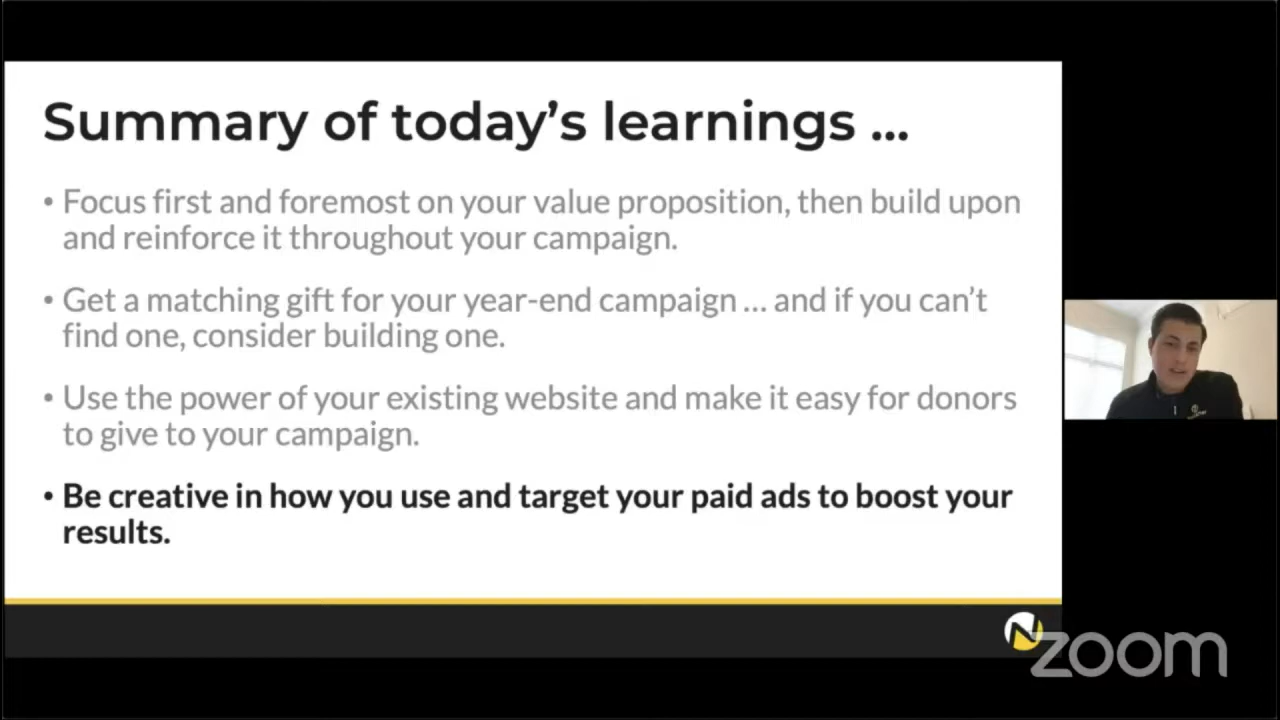 Summary of today's learnings ...
• Focus first and foremost on your value proposition, then build upon
and reinforce it throughout your campaign.
• Get a matching gift for your year-end campaign ... and if you can't
find one, consider building one.
• Use the power of your existing website and make it easy for donors
to give to your campaign.
• Be creative in how you use and target your paid ads to boost your
results.
N
zoom